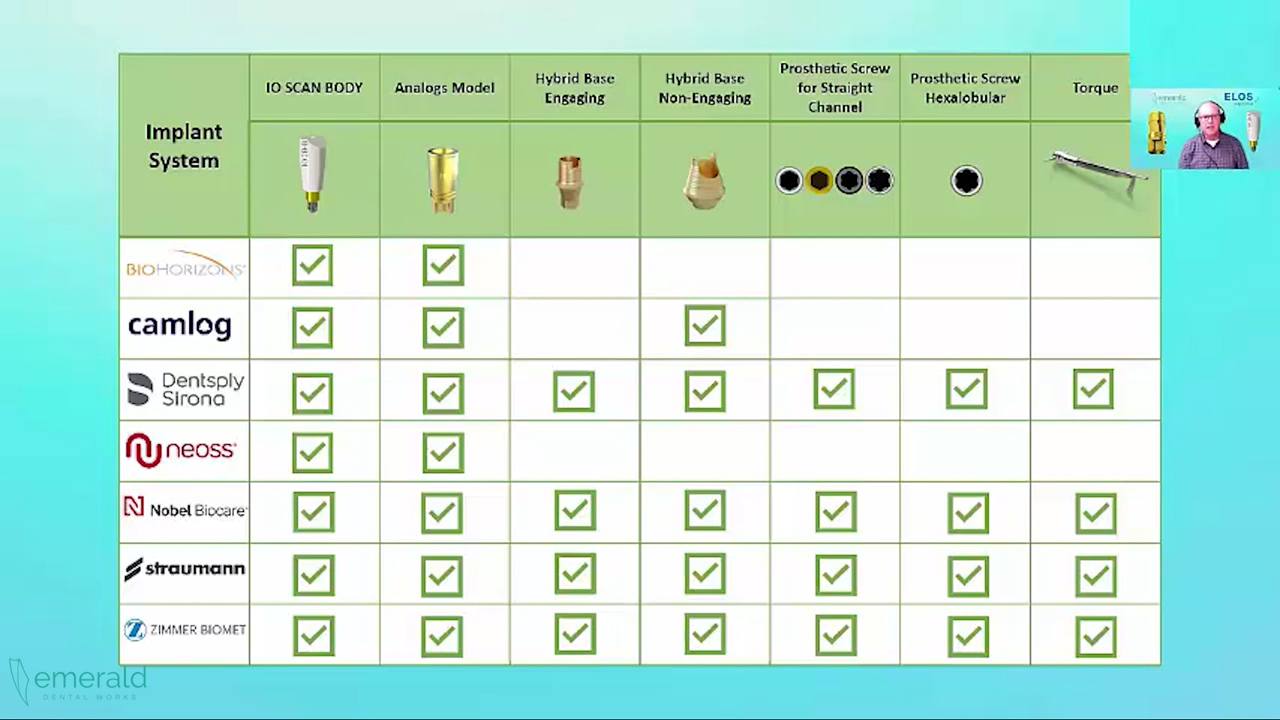 Implant
System
IO SCAN BODY
Analogs Model
Hybrid Base
Engaging
Hybrid Base
Non-Engaging
Prosthetic Screw
for Straight
Channel
Prosthetic Screw
Hexalobular
Torque
emerald
ELOS
BIOHORIZONS®
camlog
Dentsply
Sirona
neoss®
Nobel Biocare
straumann
ZIMMER BIOMET
emerald
DENTAL WORKS